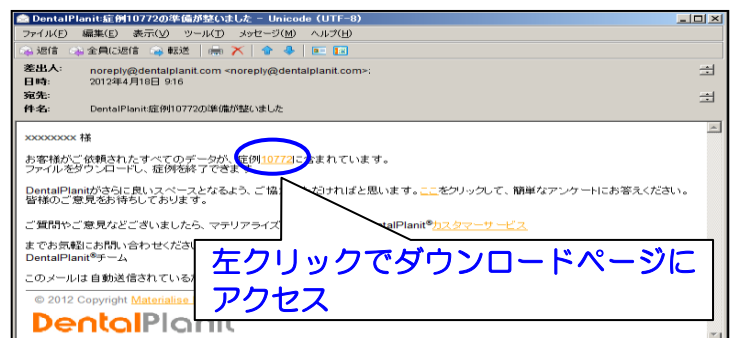 DentalPlanit:症例10772の準備が整いました - Unicode (UTF-8)
ファイル(F) 編集(E) 表示(V) ツール(T) メッセージ(M) ヘルプ(H)
返信 全員に返信 転送
差出人: noreply@dentalplanit.com <noreply@dentalplanit.com>;
日時: 2012年4月18日 9:16
宛先:
件名: DentalPlanit:症例10772の準備が整いました
xxxxxxxx 様
お客様がご依頼されたすべてのデータが、症例10772に含まれています。
ファイルをダウンロードし、症例を終了できます
DentalPlanitがさらに良いスペースとなるよう、ご協 だければと思います。ここをクリックして、簡単なアンケートにお答えください。
皆様のご意見をお待ちしております。
ご質問やご意見などございましたら、マテリアライズ talPlanit®カスタマーサービス
までお気軽にお問い合わせくださ
DentalPlanit®チーム
このメールは自動送信されている
左クリックでダウンロードページに
アクセス
© 2012 Copyright Materialise
DentalPlanit